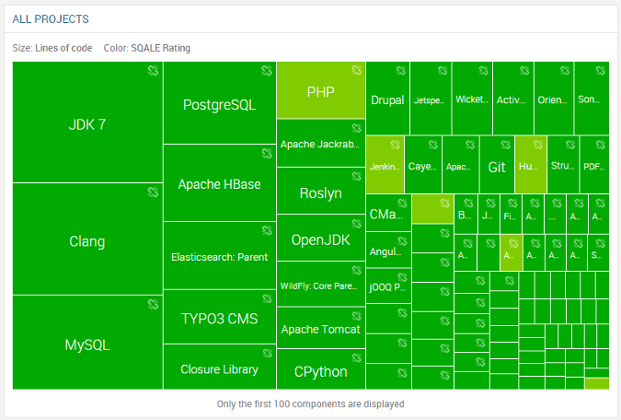 ALL PROJECTS
Size: Lines of code Color: SQALE Rating
JDK 7
PostgreSQL
PHP
Drupal
Jetspe...
Wicket...
Activ...
Orien...
Son...
Apache Jackrab...
Jenkin...
Caye...
Apac...
Git
Hu...
Stru...
PDF...
Apache HBase
Roslyn
Clang
CMa...
B...
J...
Fi...
A...
....
A...
A...
OpenJDK
Angul...
A...
A...
A...
A...
A...
S...
Elasticsearch: Parent
WildFly: Core Pare...
jOOQ P...
MySQL
TYPO3 CMS
Apache Tomcat
Closure Library
CPython
Only the first 100 components are displayed